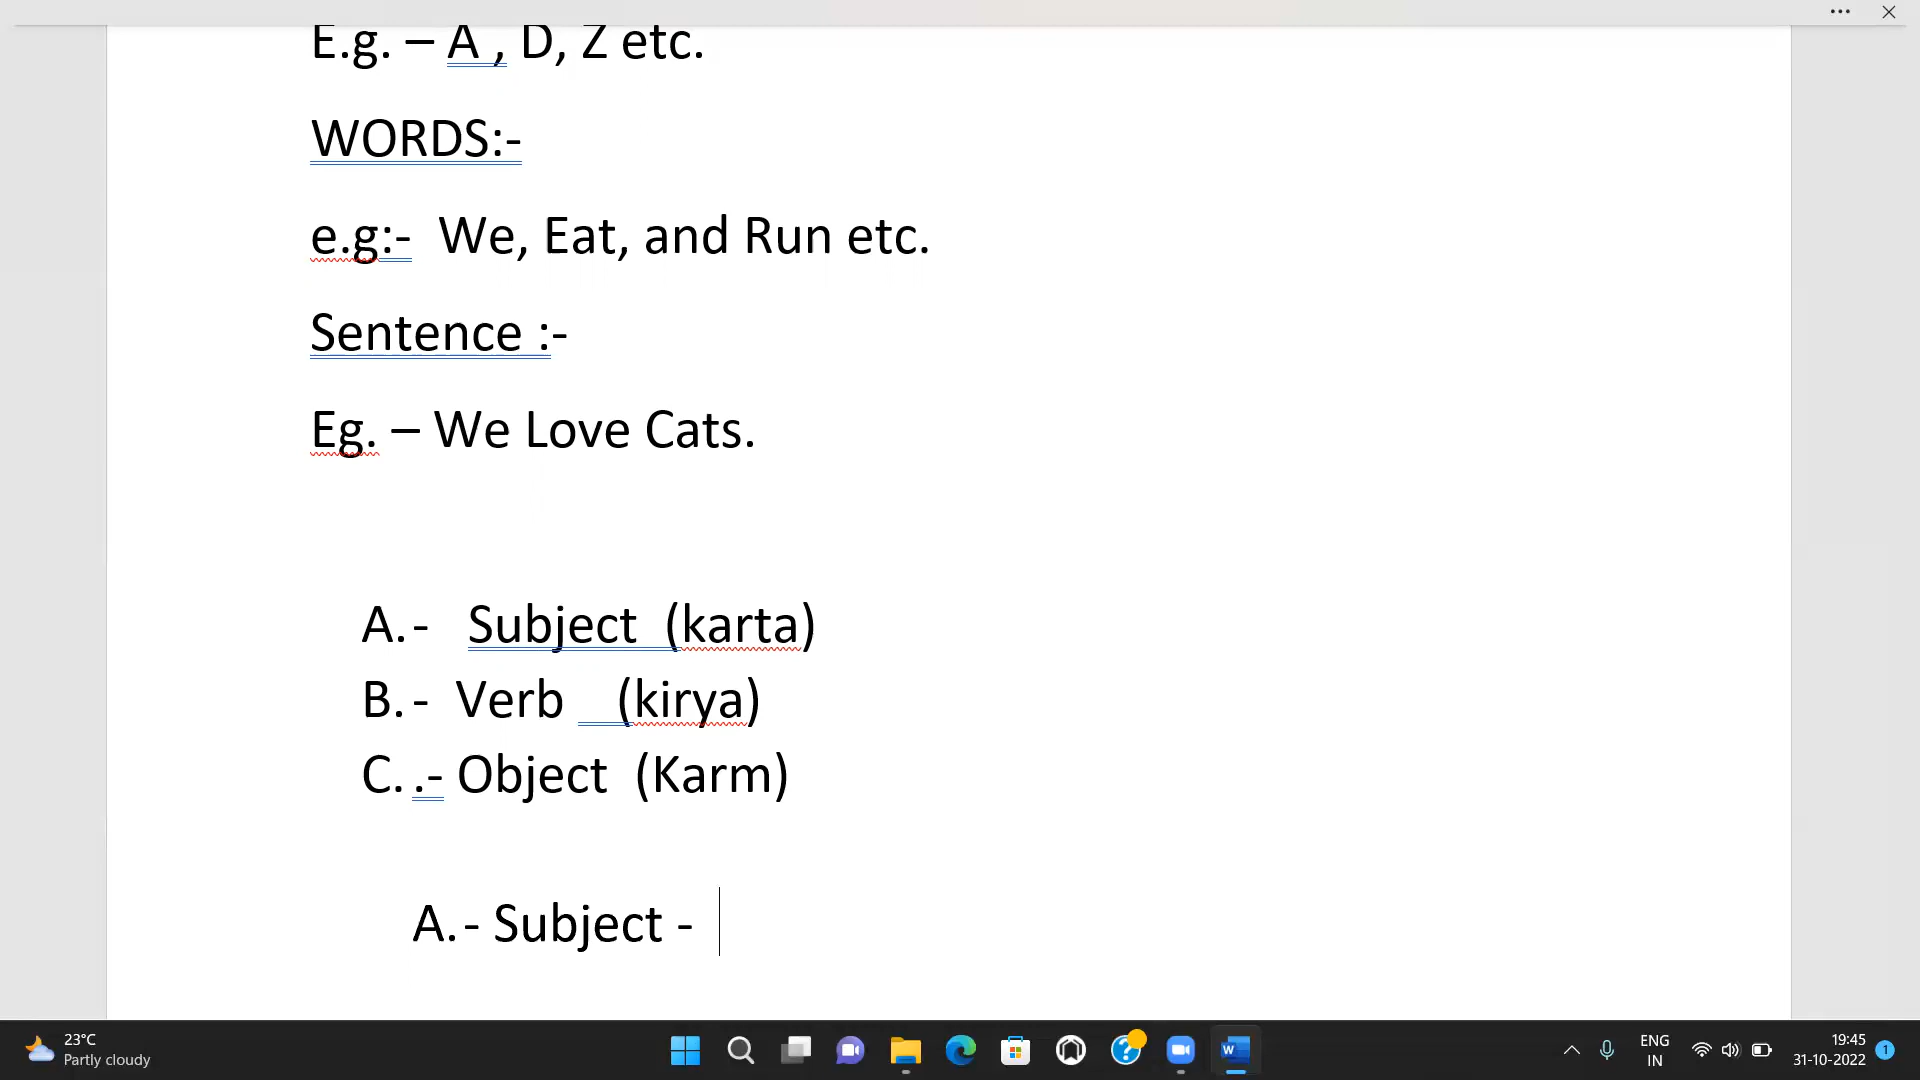 E.g. – A , D, Z etc.
WORDS:-
e.g:- We, Eat, and Run etc.
Sentence :-
Eg. – We Love Cats.
A.- Subject (karta)
B.- Verb (kirya)
C. .- Object (Karm)
A.- Subject -
23°C
Partly cloudy
W
ENG
IN
19:45
31-10-2022
1